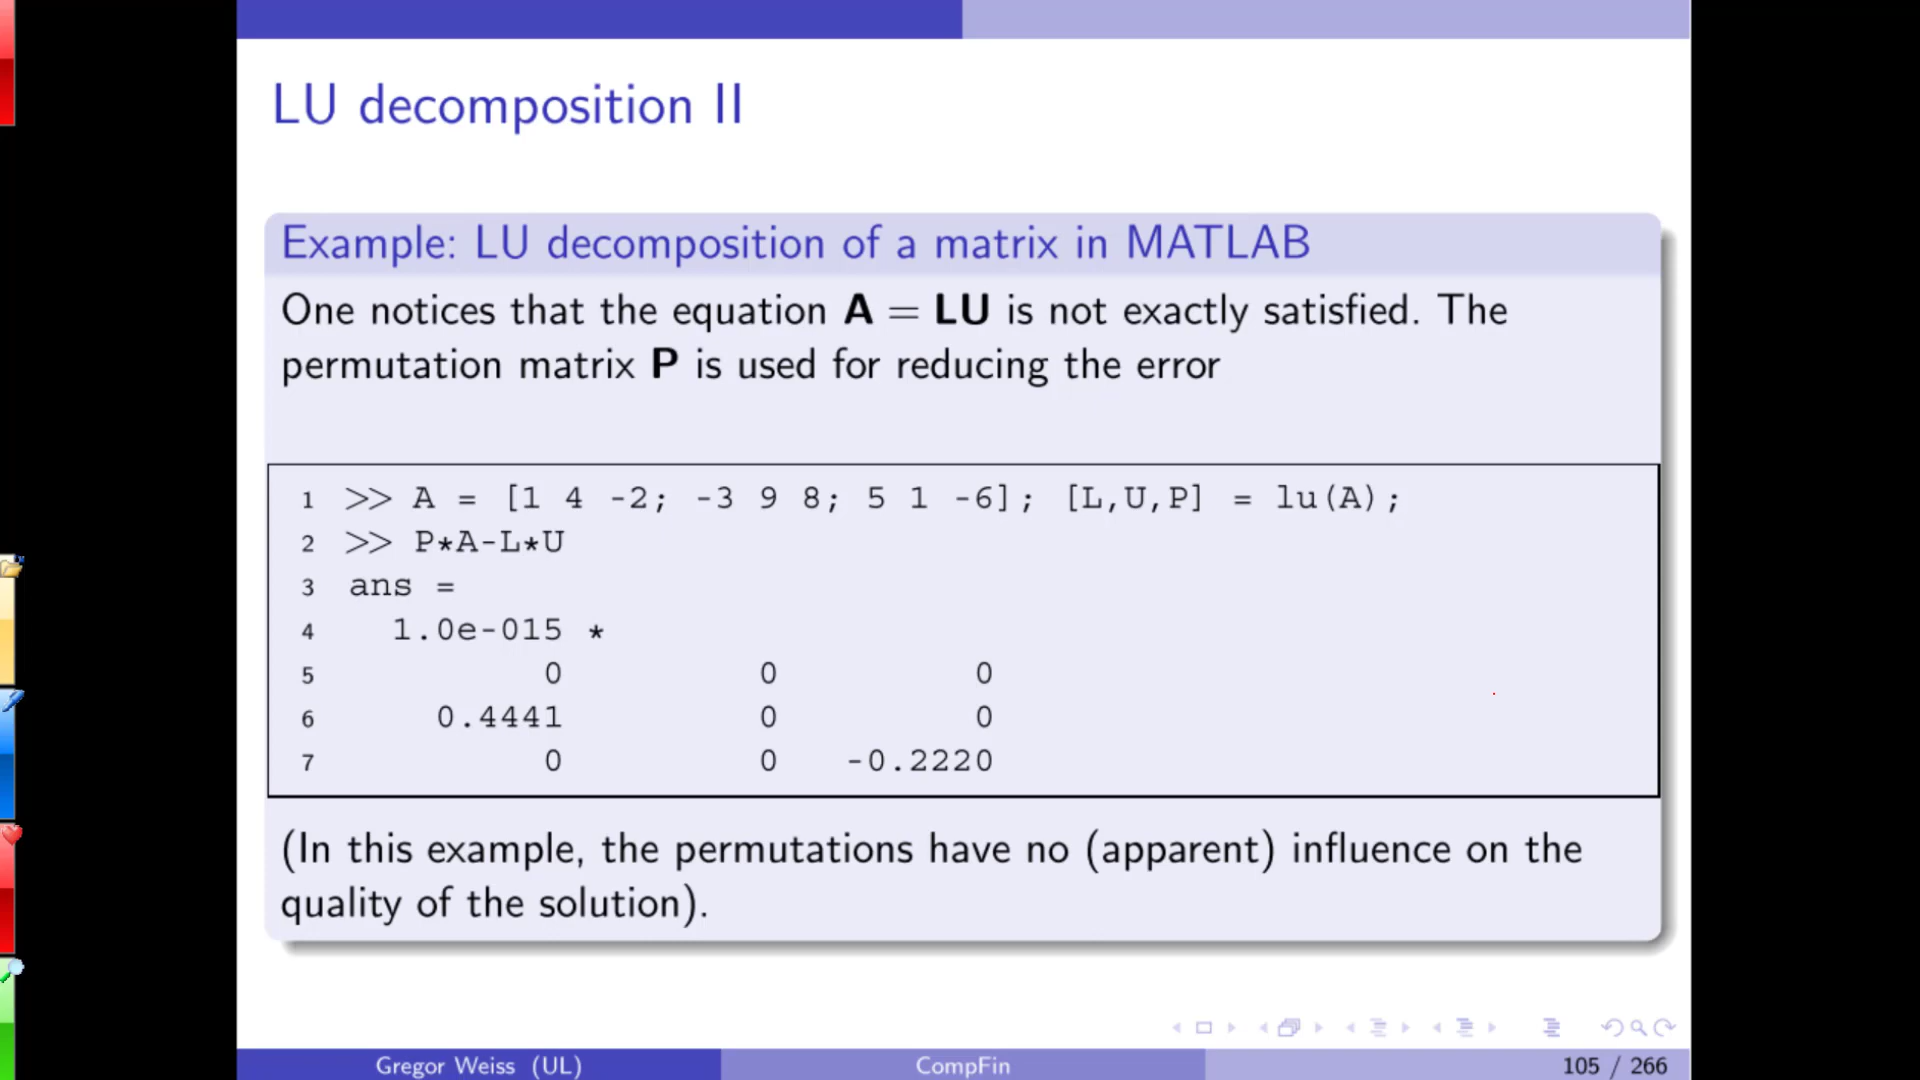 LU decomposition II
Example: LU decomposition of a matrix in MATLAB
One notices that the equation A = LU is not exactly satisfied. The
permutation matrix P is used for reducing the error
1 >> A = [1 4 -2; -3 9 8; 5 1 -6]; [L,U,P] = lu(A);
2 >> P*A-L*U
3 ans =
4 1.0e-015 *
5 0 0 0
6 0.4441 0 0
7 0 0 -0.2220
(In this example, the permutations have no (apparent) influence on the
quality of the solution).
Gregor Weiss (UL) CompFin 105 / 266